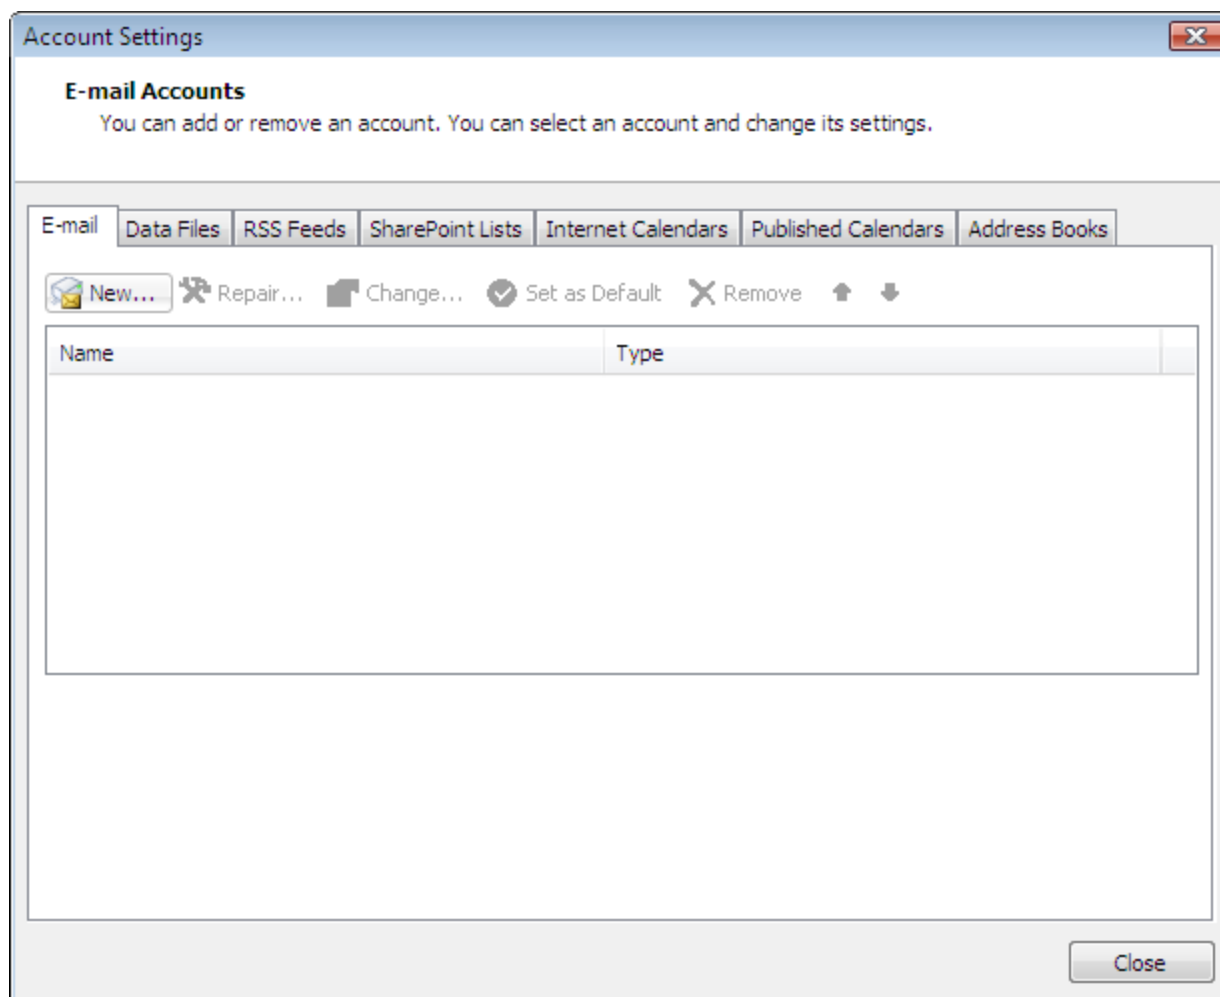 Account Settings
E-mail Accounts
You can add or remove an account. You can select an account and change its settings.
E-mail Data Files RSS Feeds SharePoint Lists Internet Calendars Published Calendars Address Books
New... Repair... Change... Set as Default Remove
Name Type
Close